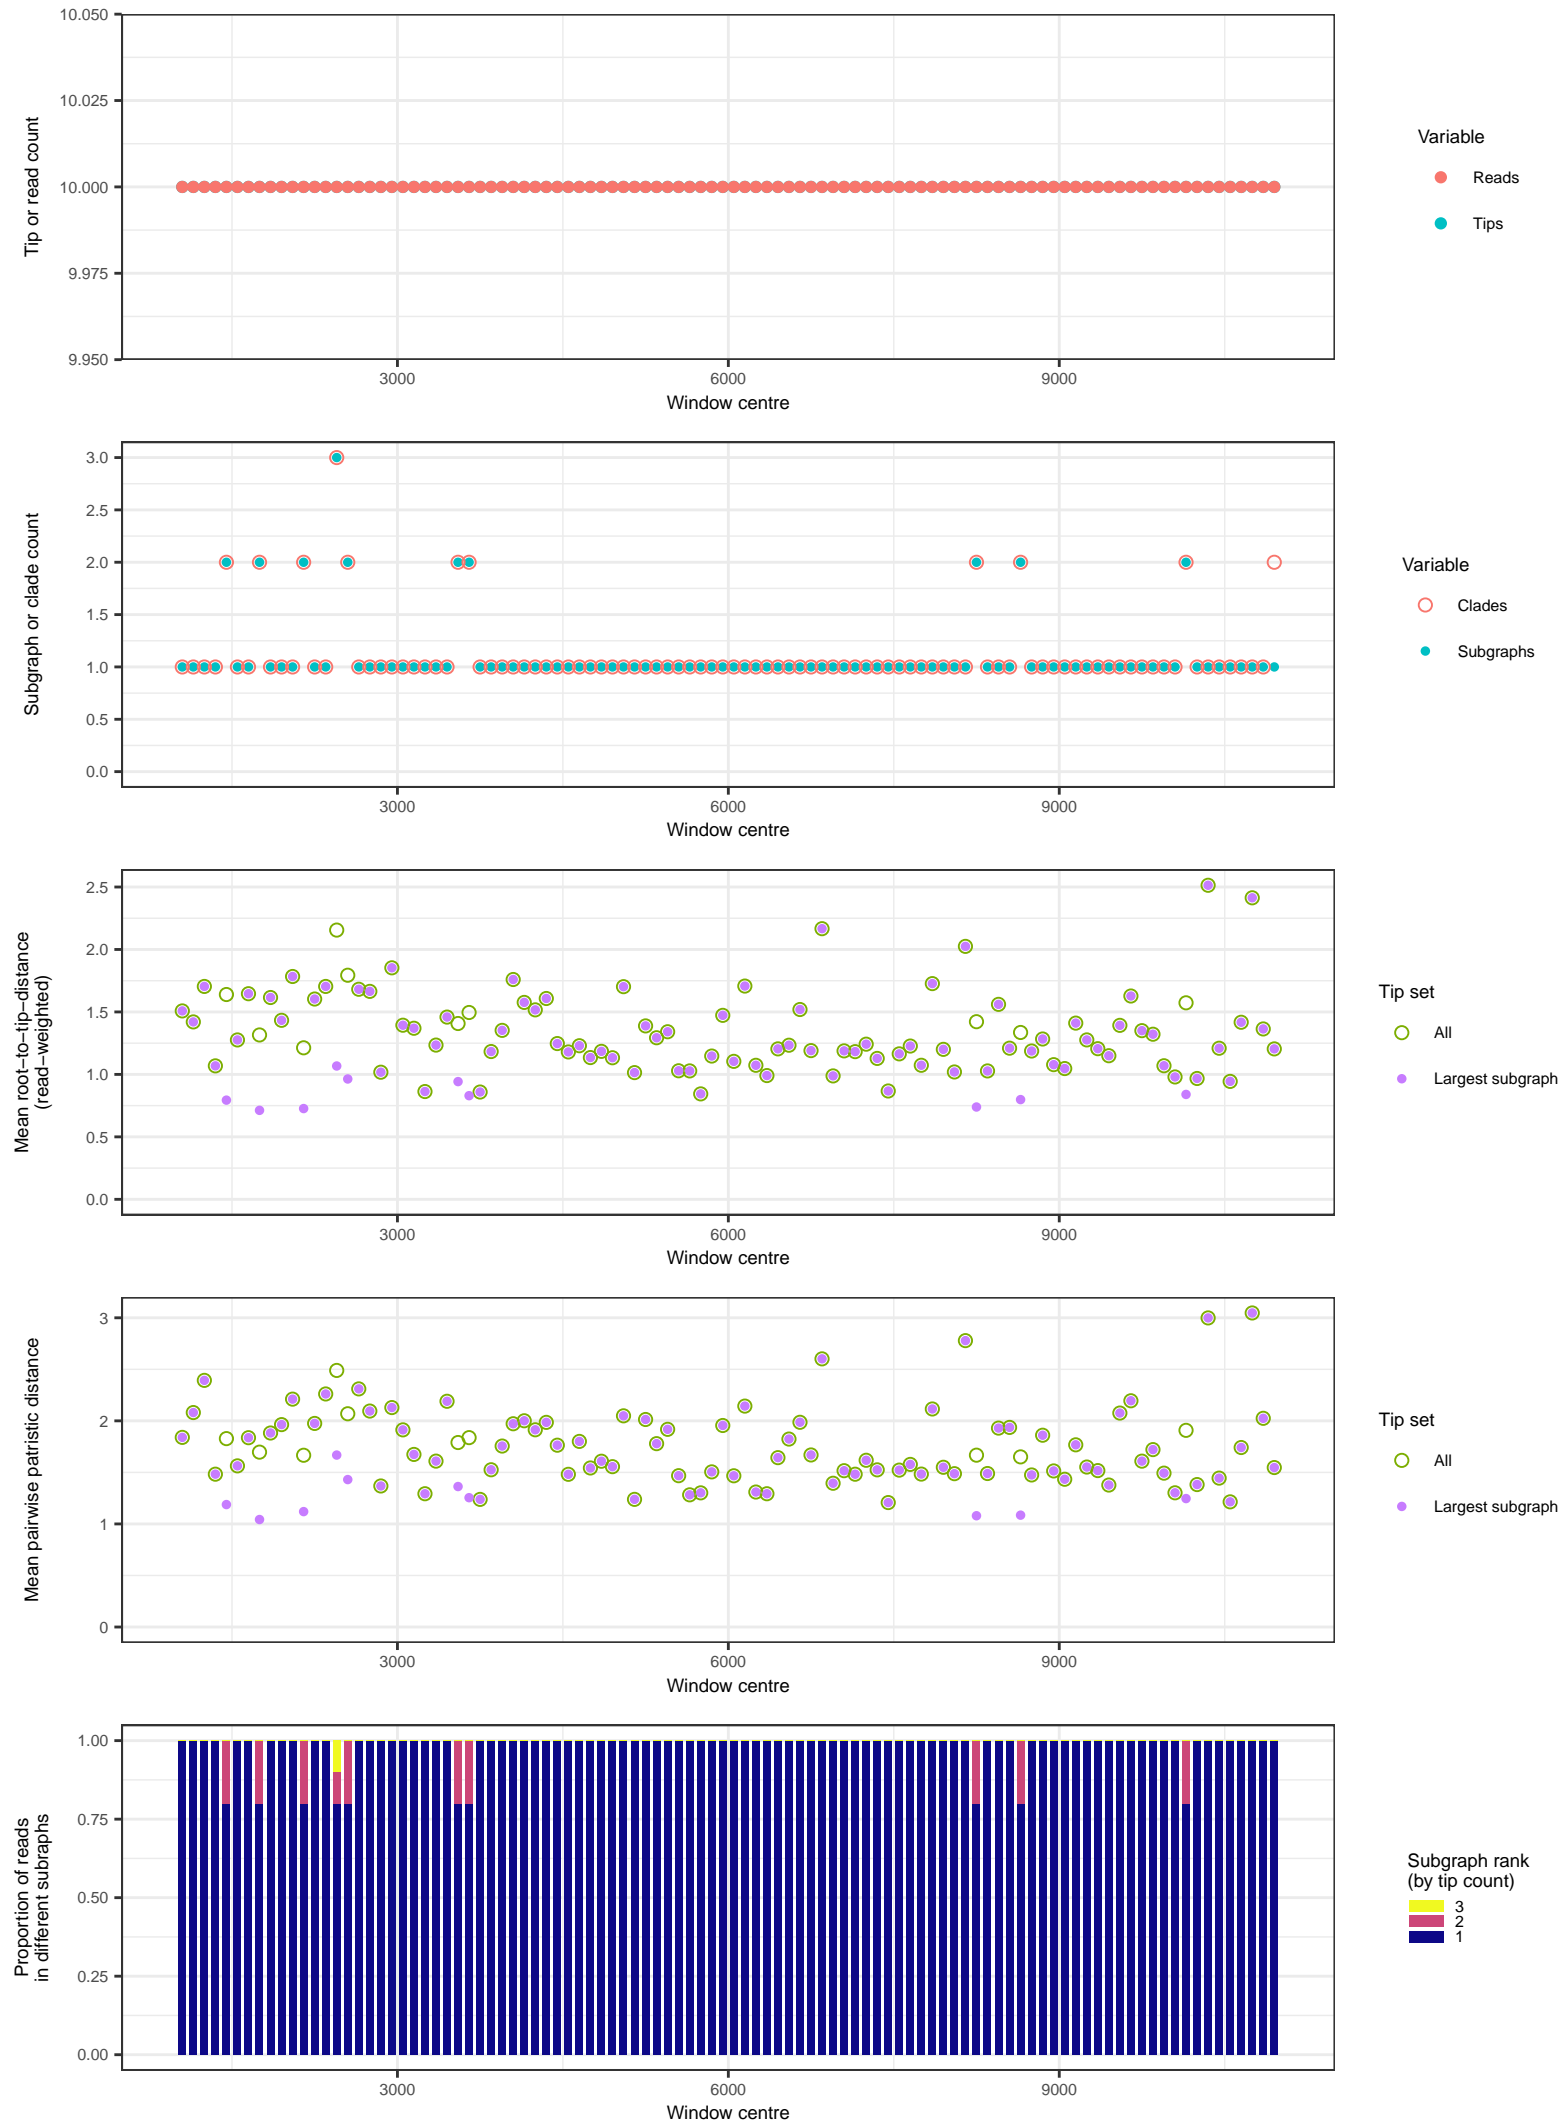 10.050
10.025
10.000
9.975
9.950
Tip or read count
3000
6000
9000
Window centre
Variable
Reads
Tips
3.0
2.5
2.0
1.5
1.0
0.5
0.0
Subgraph or clade count
3000
6000
9000
Window centre
Variable
Clades
Subgraphs
2.5
2.0
1.5
1.0
0.5
0.0
Mean root−to−tip−distance
(read−weighted)
3000
6000
9000
Window centre
Tip set
All
Largest subgraph
3
2
1
0
Mean pairwise patristic distance
3000
6000
9000
Window centre
Tip set
All
Largest subgraph
1.00
0.75
0.50
0.25
0.00
Proportion of reads
in different subraphs
3000
6000
9000
Window centre
Subgraph rank
(by tip count)
3
2
1